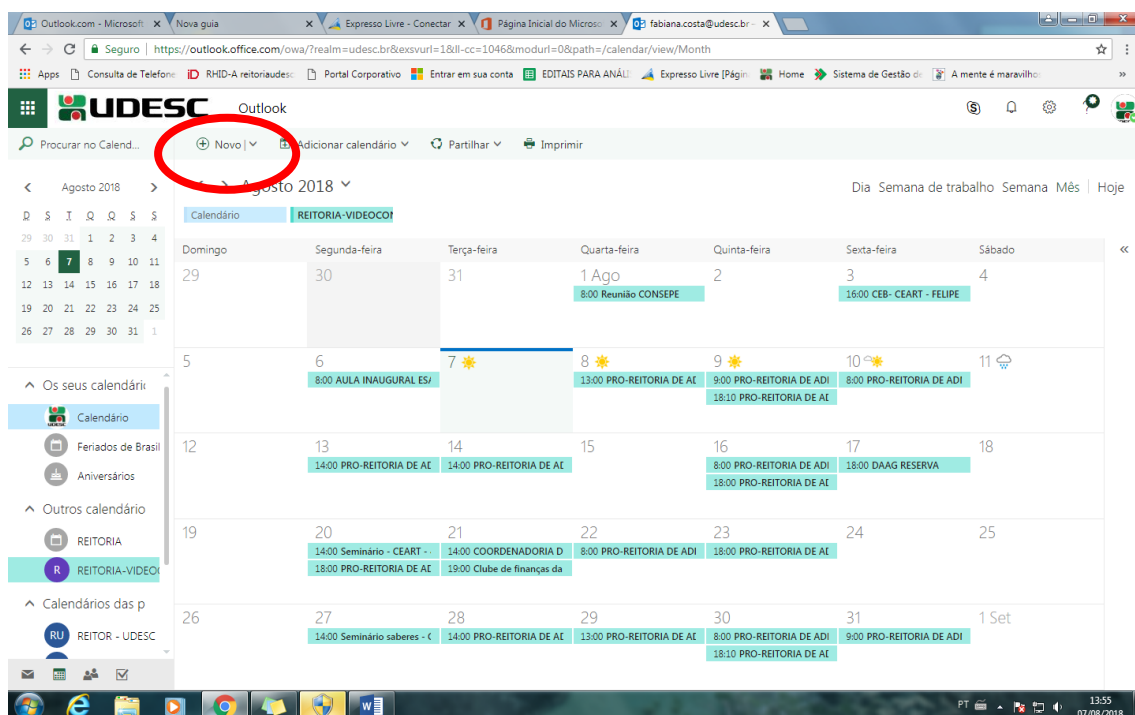 Outlook.com - Microsoft
Nova guia
Expresso Livre - Conectar
Página Inicial do Microso
fabiana.costa@udesc.br -
Seguro | https://outlook.office.com/owa/?realm=udesc.br&exsvurl=1&ll-cc=1046&modurl=0&path=/calendar/view/Month
Apps Consulta de Telefone RHID-A reitoriaudesc Portal Corporativo Entrar em sua conta EDITAIS PARA ANÁLI Expresso Livre [Págin Home Sistema de Gestão de A mente é maravilho »
UDESC Outlook
Procurar no Calend... Novo | Adicionar calendário Partilhar Imprimir
Agosto 2018
Agosto 2018
Dia Semana de trabalho Semana Mês | Hoje
Calendário REITORIA-VIDEOCON
D S T Q Q S S
29 30 31 1 2 3 4
5 6 7 8 9 10 11
12 13 14 15 16 17 18
19 20 21 22 23 24 25
26 27 28 29 30 31 1
Os seus calendáric
Calendário
Feriados de Brasil
Aniversários
Outros calendário
REITORIA
R REITORIA-VIDEO
Calendários das p
RU REITOR - UDESC
Domingo Segunda-feira Terça-feira Quarta-feira Quinta-feira Sexta-feira Sábado
29 30 31 1 Ago 2 3 4
8:00 Reunião CONSEPE 16:00 CEB- CEART - FELIPE
5 6 7 8 9 10 11
8:00 AULA INAUGURAL ES 13:00 PRO-REITORIA DE AD 9:00 PRO-REITORIA DE ADI 8:00 PRO-REITORIA DE ADI
18:10 PRO-REITORIA DE AD
12 13 14 15 16 17 18
14:00 PRO-REITORIA DE AD 14:00 PRO-REITORIA DE AD 8:00 PRO-REITORIA DE ADI 18:00 DAAG RESERVA
18:00 PRO-REITORIA DE AD
19 20 21 22 23 24 25
14:00 Seminário - CEART - 14:00 COORDENADORIA D 8:00 PRO-REITORIA DE ADI 18:00 PRO-REITORIA DE AD
18:00 PRO-REITORIA DE AD 19:00 Clube de finanças da
26 27 28 29 30 31 1 Set
14:00 Seminário saberes - C 14:00 PRO-REITORIA DE AD 13:00 PRO-REITORIA DE AD 8:00 PRO-REITORIA DE ADI 9:00 PRO-REITORIA DE ADI
18:10 PRO-REITORIA DE AD
PT 13:55
07/08/2018